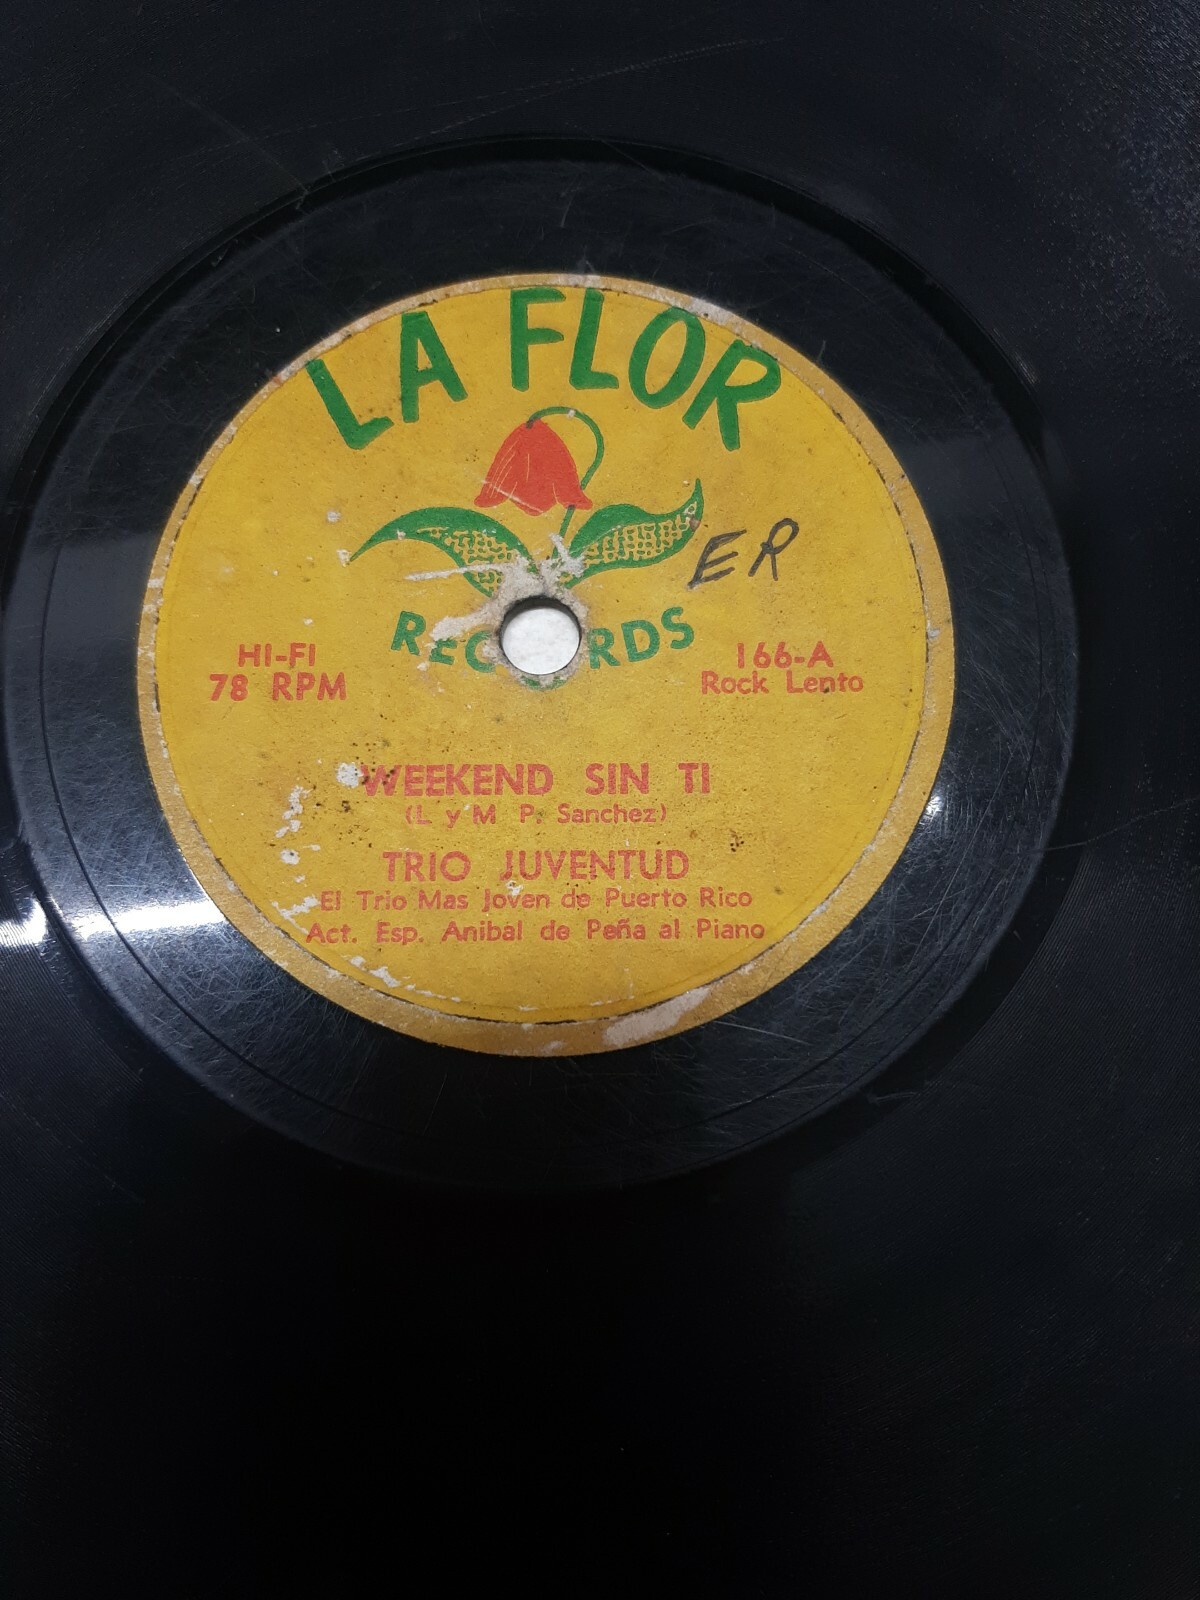 LA FLOR
ER
RECORDS
HI-FI
78 RPM
166-A
Rock Lento
WEEKEND SIN TI
(L y M P. Sanchez)
TRIO JUVENTUD
El Trio Mas Joven de Puerto Rico
Act. Esp. Anibal de Peña al Piano